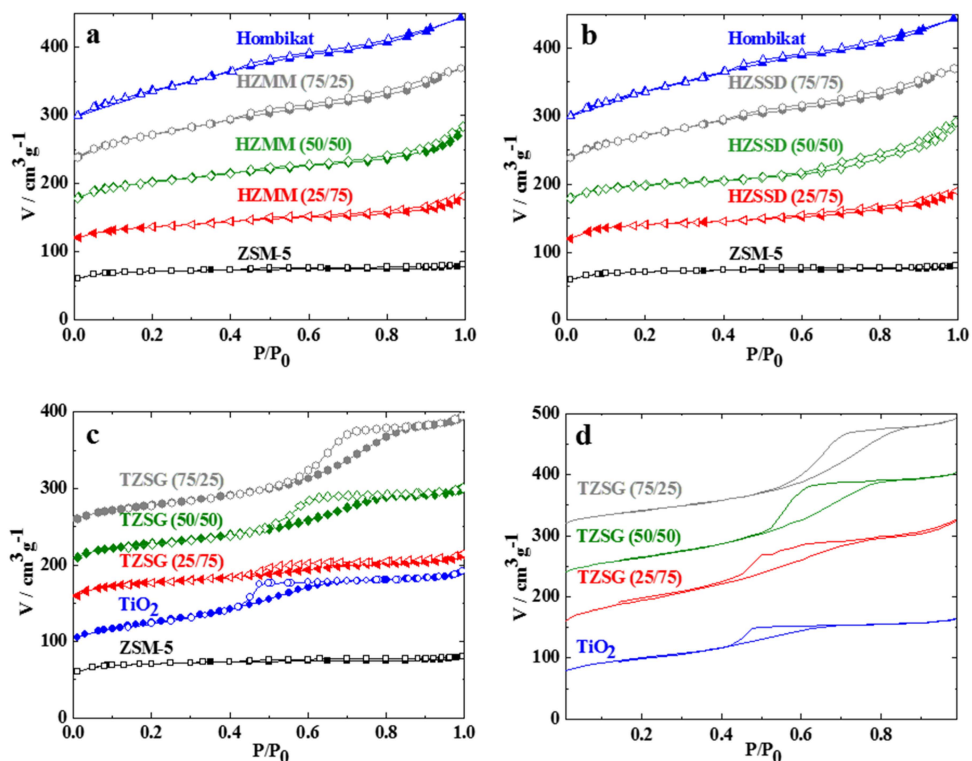 a
Hombikat
HZMM (75/25)
HZMM (50/50)
HZMM (25/75)
ZSM-5
V / cm³g-1
400
300
200
100
0
0.0 0.2 0.4 0.6 0.8 1.0
P/P₀
b
Hombikat
HZSSD (75/75)
HZSSD (50/50)
HZSSD (25/75)
ZSM-5
V / cm³g-1
400
300
200
100
0
0.0 0.2 0.4 0.6 0.8 1.0
P/P₀
c
TZSG (75/25)
TZSG (50/50)
TZSG (25/75)
TiO₂
ZSM-5
V / cm³g-1
400
300
200
100
0
0.0 0.2 0.4 0.6 0.8 1.0
P/P₀
d
TZSG (75/25)
TZSG (50/50)
TZSG (25/75)
TiO₂
V / cm³g-1
500
400
300
200
100
0
0.2 0.4 0.6 0.8
P/P₀